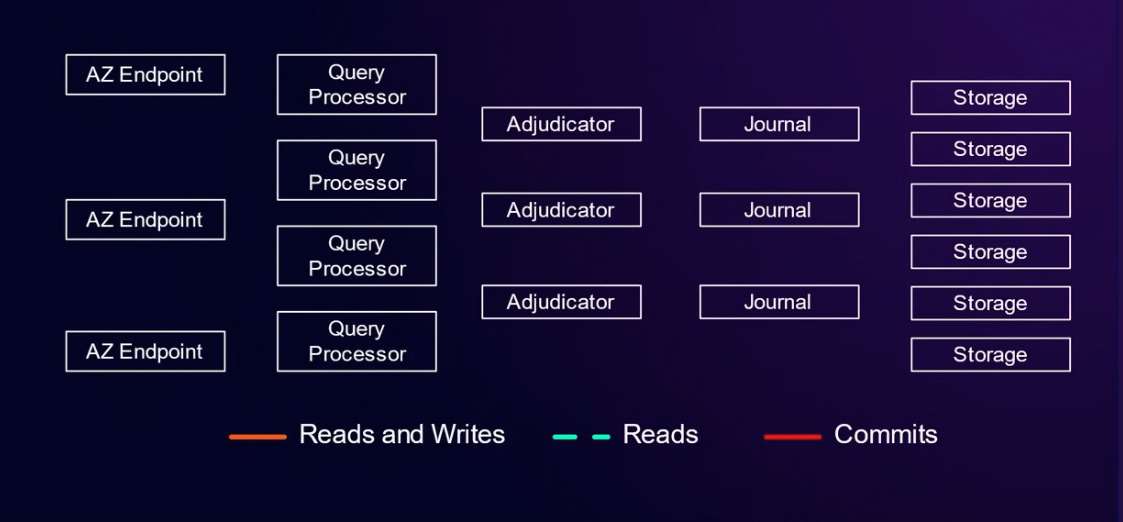 AZ Endpoint
AZ Endpoint
AZ Endpoint
Query
Processor
Query
Processor
Query
Processor
Query
Processor
Adjudicator
Adjudicator
Adjudicator
Journal
Journal
Journal
Storage
Storage
Storage
Storage
Storage
Storage
Reads and Writes
Reads
Commits